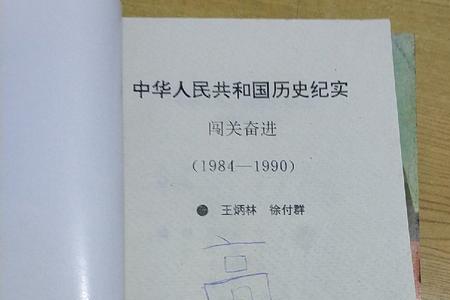 中华人民共和国历史纪实
闯关奋进
(1984—1990)
● 王炳林 徐付群
高